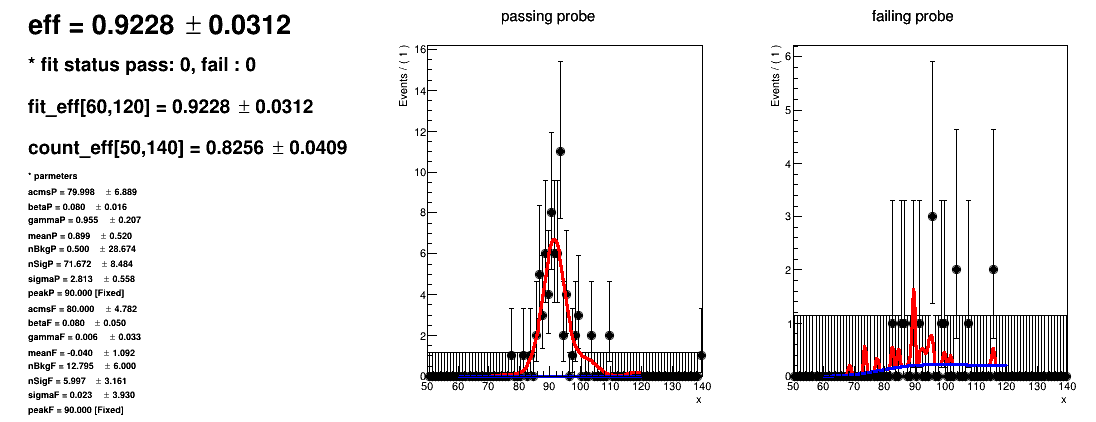 eff = 0.9228 ± 0.0312
* fit status pass: 0, fail : 0
fit_eff[60,120] = 0.9228 ± 0.0312
count_eff[50,140] = 0.8256 ± 0.0409
* parmeters
acmsP = 79.998 ± 6.889
betaP = 0.080 ± 0.016
gammaP = 0.955 ± 0.207
meanP = 0.899 ± 0.520
nBkgP = 0.500 ± 28.674
nSigP = 71.672 ± 8.484
sigmaP = 2.813 ± 0.558
peakP = 90.000 [Fixed]
acmsF = 80.000 ± 4.782
betaF = 0.080 ± 0.050
gammaF = 0.006 ± 0.033
meanF = -0.040 ± 1.092
nBkgF = 12.795 ± 6.000
nSigF = 5.997 ± 3.161
sigmaF = 0.023 ± 3.930
peakF = 90.000 [Fixed]
passing probe
Events / ( 1 )
16
14
12
10
8
6
4
2
0
50 60 70 80 90 100 110 120 130 140
x
failing probe
Events / ( 1 )
6
5
4
3
2
1
0
50 60 70 80 90 100 110 120 130 140
x